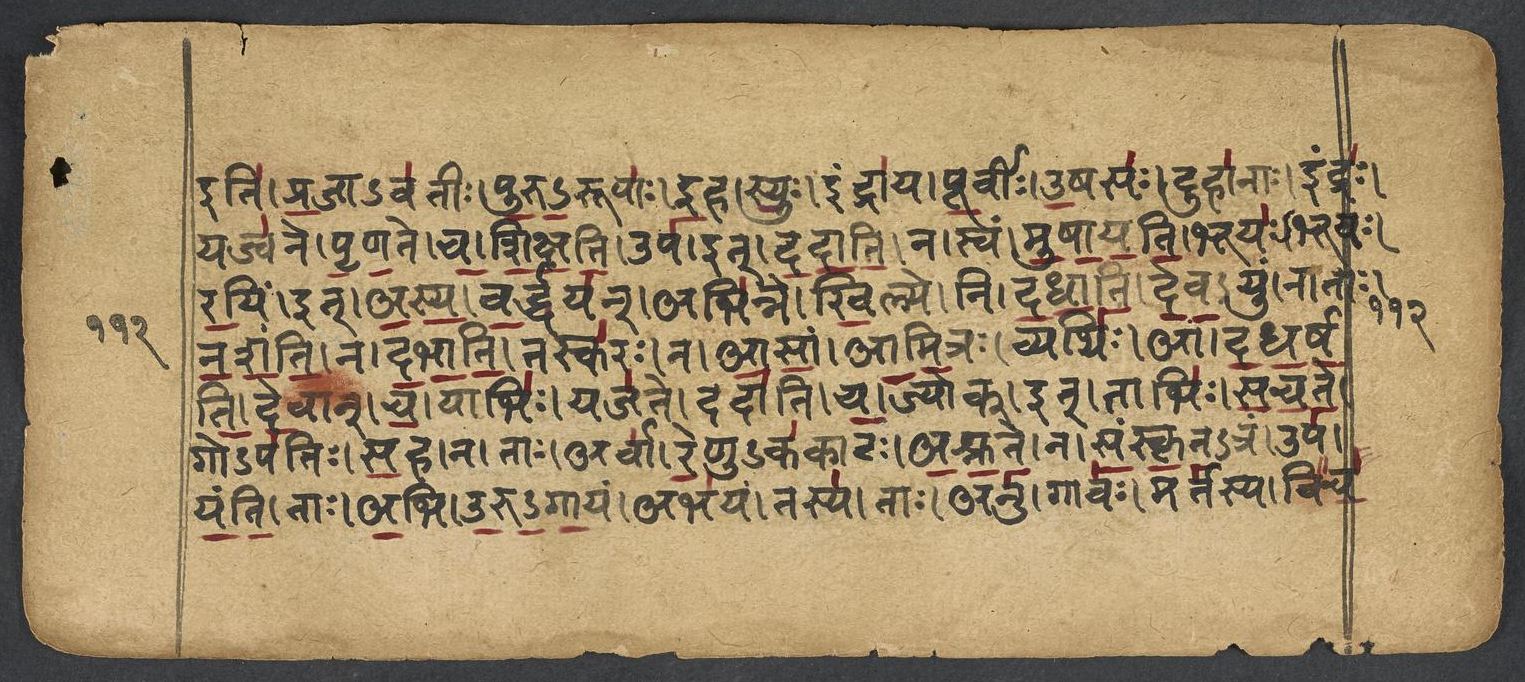 इति। प्रजाऽवतीः। पुरुऽरूपाः। इह। स्युः। इंद्राय। पूर्वीः। उषसः। दुहानाः। इंद्रः।
यज्वने। पृणते। च। शिक्षति। उप। इत्। ददाति। न। स्वं। मुषायति। भूयःऽभूयः।
रयिं। इत्। अस्य। वर्द्धयन्। अभिन्ने। खिल्ये। नि। दधाति। देवऽयुं। न। ताः।
११२
११२
नशंति। न। दभाति। तस्करः। न। आसां। आमित्रः। व्यथिः। आ। दधर्ष
ति। देवान्। च। याभिः। यजते। ददाति। च। ज्योक्। इत्। ताभिः। सचते।
गोऽपतिः। सह। न। ताः। अर्वा। रेणुऽककाटः। अश्नुते। न। संस्कृतऽत्रं। उप।
यंति। ताः। अभि। उरुऽगायं। अभयं। तस्य। ताः। अनु। गावः। मर्तस्य। वि। च